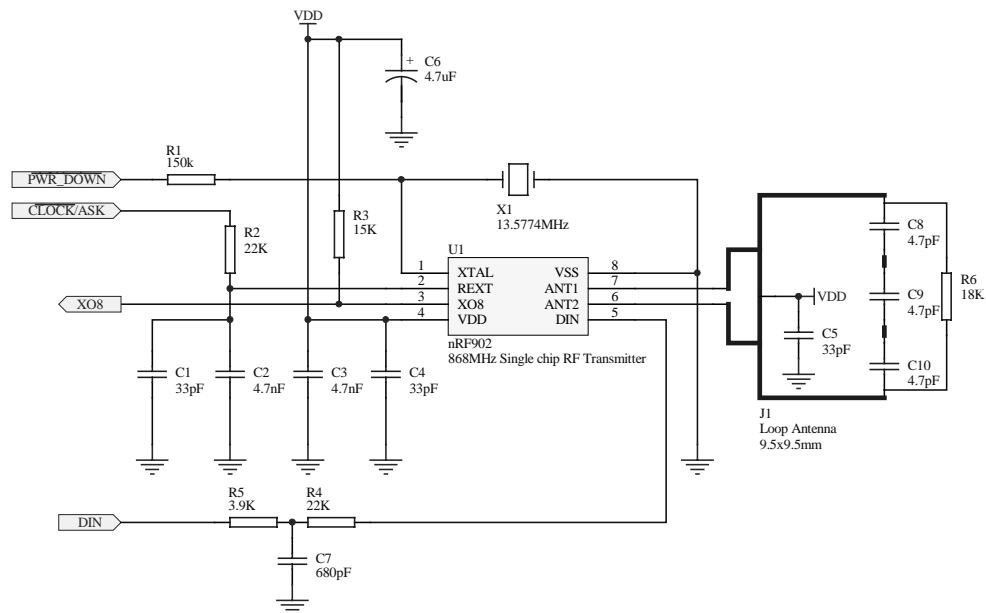 VDD
+
C6
4.7uF
R1
150k
PWR_DOWN
CLOCK/ASK
R2
22K
R3
15K
X1
13.5774MHz
U1
1 XTAL VSS 8
2 REXT ANT1 7
3 XO8 ANT2 6
4 VDD DIN 5
nRF902
868MHz Single chip RF Transmitter
XO8
C1
33pF
C2
4.7nF
C3
4.7nF
C4
33pF
C8
4.7pF
C9
4.7pF
C10
4.7pF
R6
18K
VDD
C5
33pF
J1
Loop Antenna
9.5x9.5mm
DIN
R5
3.9K
R4
22K
C7
680pF